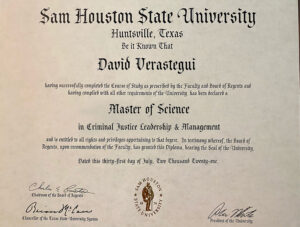 Sam Houston State University
Huntsville, Texas
Be it Known That
David Verastegui
having successfully completed the Course of Study as prescribed by the Faculty and Board of Regents and
having complied with all other requirements of the University has been declared a
Master of Science
in Criminal Justice Leadership & Management
and is entitled to all rights and privileges appertaining to that degree. In testimony whereof, the Board of
Regents, upon recommendation of the Faculty, has granted this Diploma, bearing the Seal of the University.
Dated this thirty-first day of July, Two Thousand Twenty-one.
Chairman of the Board of Regents
SAM HOUSTON
STATE UNIVERSITY
Chancellor of the Texas State University System
President of the University